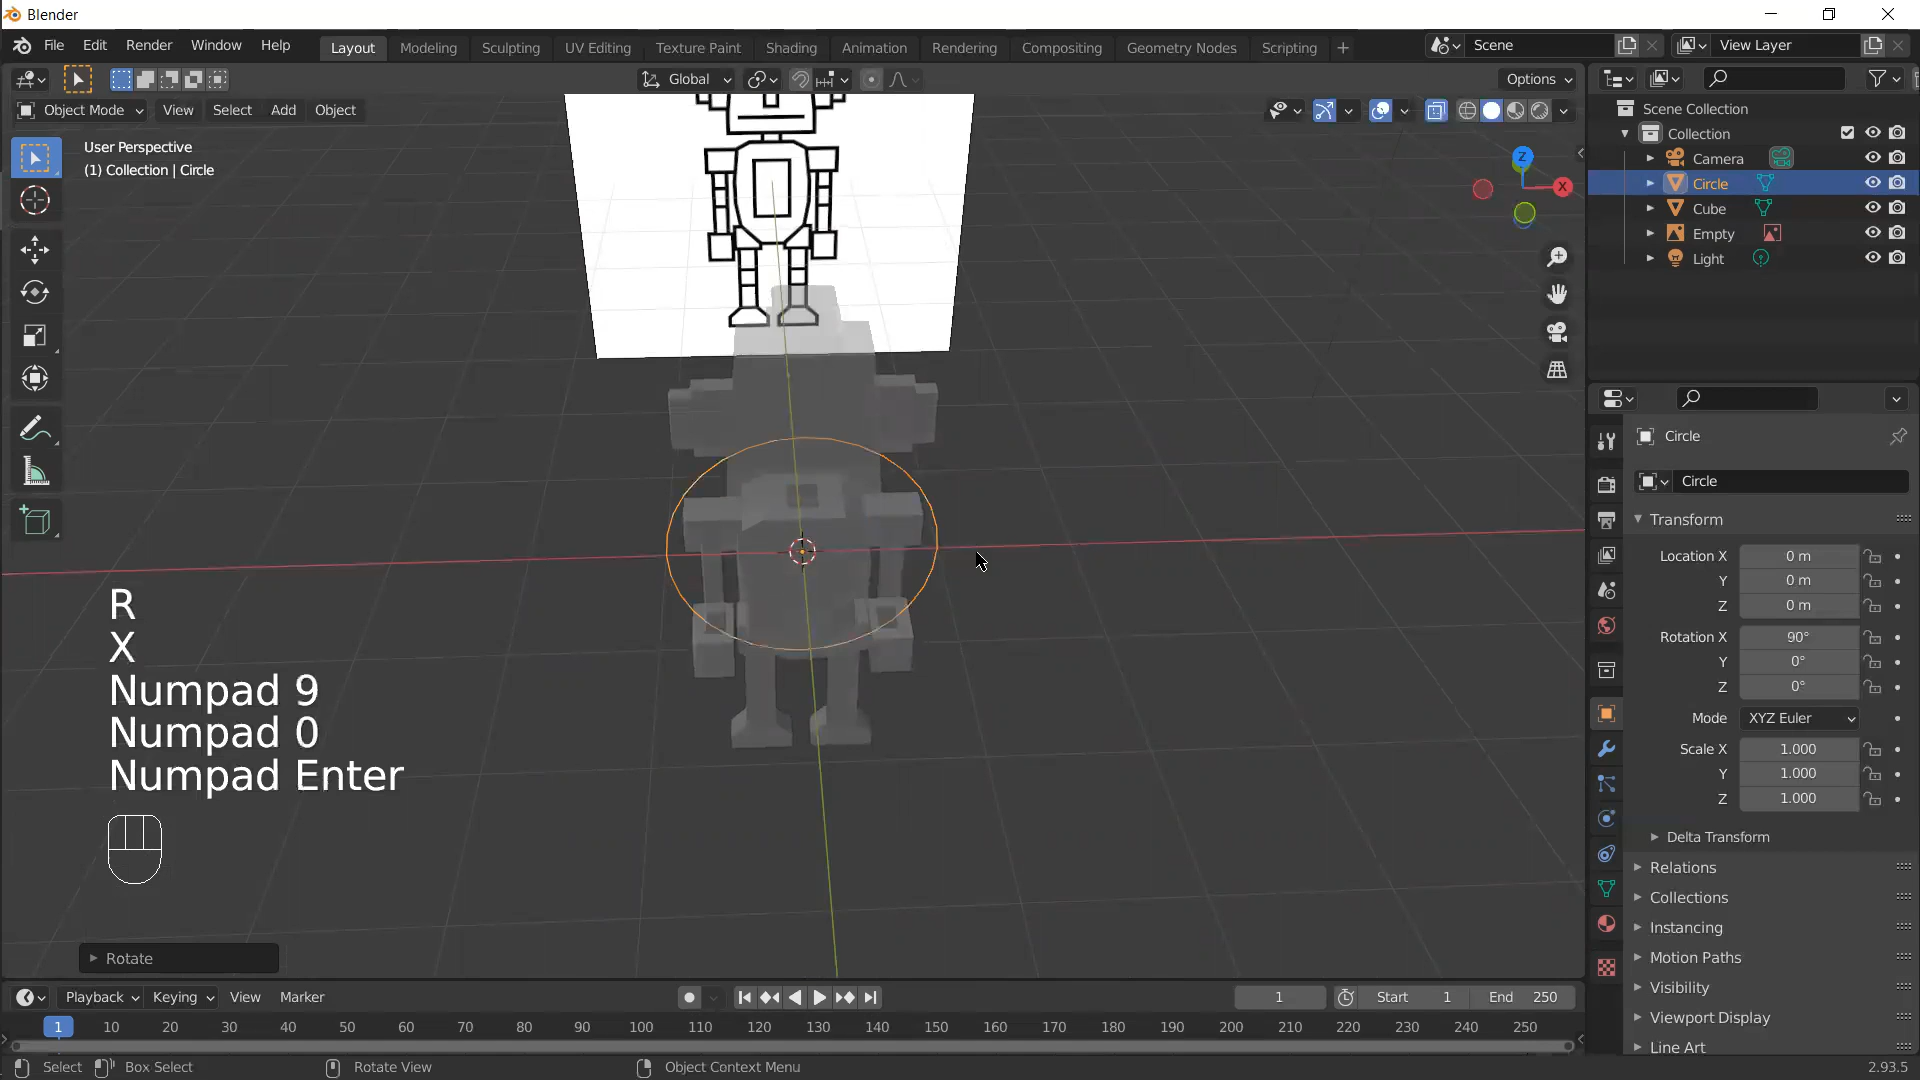 Blender
File Edit Render Window Help Layout Modeling Sculpting UV Editing Texture Paint Shading Animation Rendering Compositing Geometry Nodes Scripting + Scene View Layer
Global Options
Object Mode View Select Add Object
User Perspective
(1) Collection | Circle
Z
X
R
X
Numpad 9
Numpad 0
Numpad Enter
Rotate
Scene Collection
Collection
Camera
Circle
Cube
Empty
Light
Circle
Circle
Transform
Location X 0 m
Y 0 m
Z 0 m
Rotation X 90°
Y 0°
Z 0°
Mode XYZ Euler
Scale X 1.000
Y 1.000
Z 1.000
Delta Transform
Relations
Collections
Instancing
Motion Paths
Visibility
Viewport Display
Line Art
Playback Keying View Marker 1 Start 1 End 250
1 10 20 30 40 50 60 70 80 90 100 110 120 130 140 150 160 170 180 190 200 210 220 230 240 250
Select Box Select Rotate View Object Context Menu 2.93.5